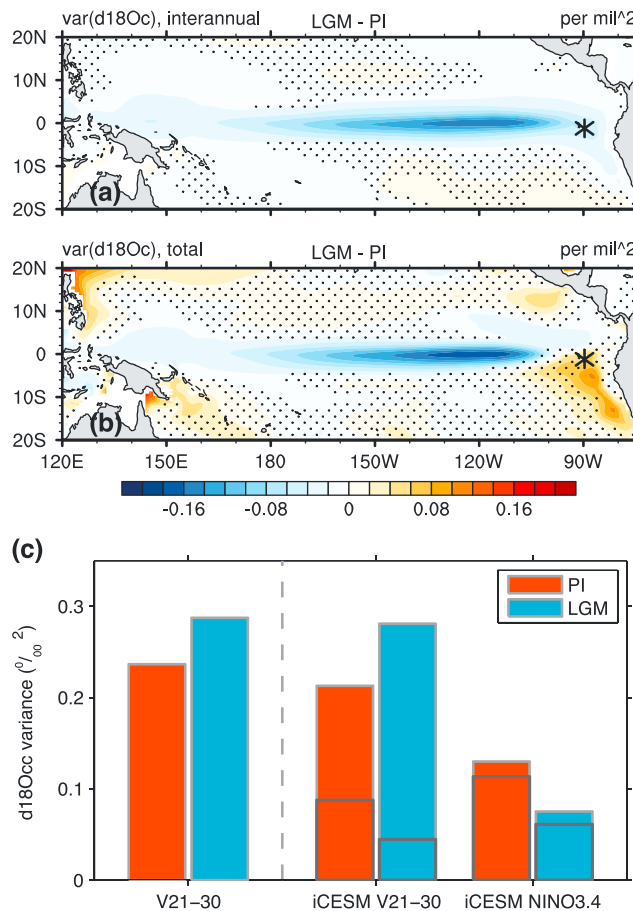 var(d18Oc), interannual LGM - PI per mil^2
20N
10N
0
10S
20S
(a)
var(d18Oc), total LGM - PI per mil^2
20N
10N
0
10S
20S
(b)
120E 150E 180 150W 120W 90W
-0.16 -0.08 0 0.08 0.16
(c)
PI
LGM
0.3
0.2
0.1
0
d18Occ variance (⁰/₀₀ ²)
V21−30 iCESM V21−30 iCESM NINO3.4